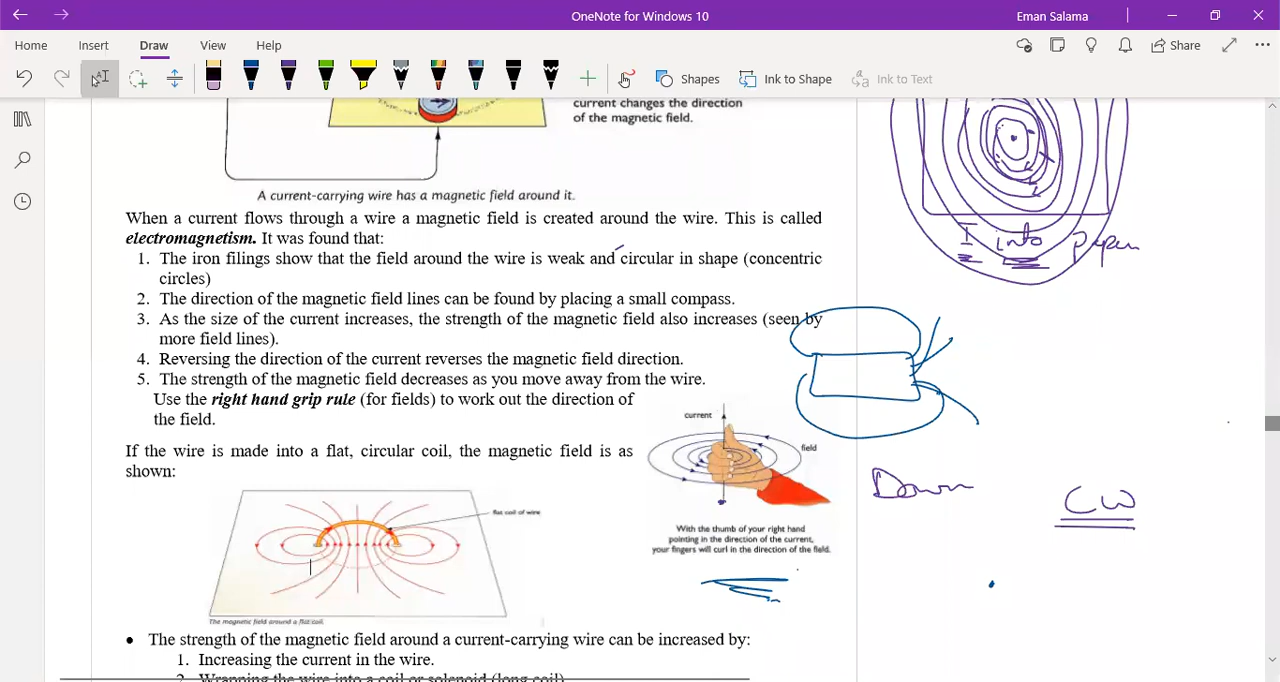 OneNote for Windows 10
Eman Salama
Home Insert Draw View Help
Share
Shapes
Ink to Shape
Ink to Text
current changes the direction
of the magnetic field.
A current-carrying wire has a magnetic field around it.
When a current flows through a wire a magnetic field is created around the wire. This is called
electromagnetism. It was found that:
1. The iron filings show that the field around the wire is weak and circular in shape (concentric
circles)
2. The direction of the magnetic field lines can be found by placing a small compass.
3. As the size of the current increases, the strength of the magnetic field also increases (seen by
more field lines).
4. Reversing the direction of the current reverses the magnetic field direction.
5. The strength of the magnetic field decreases as you move away from the wire.
Use the right hand grip rule (for fields) to work out the direction of
the field.
If the wire is made into a flat, circular coil, the magnetic field is as
shown:
flat coil of wire
The magnetic field around a flat coil.
current
field
With the thumb of your right hand
pointing in the direction of the current,
your fingers will curl in the direction of the field.
I into paper
Down
CW
• The strength of the magnetic field around a current-carrying wire can be increased by:
1. Increasing the current in the wire.
2. Wrapping the wire into a coil or solenoid (long coil)